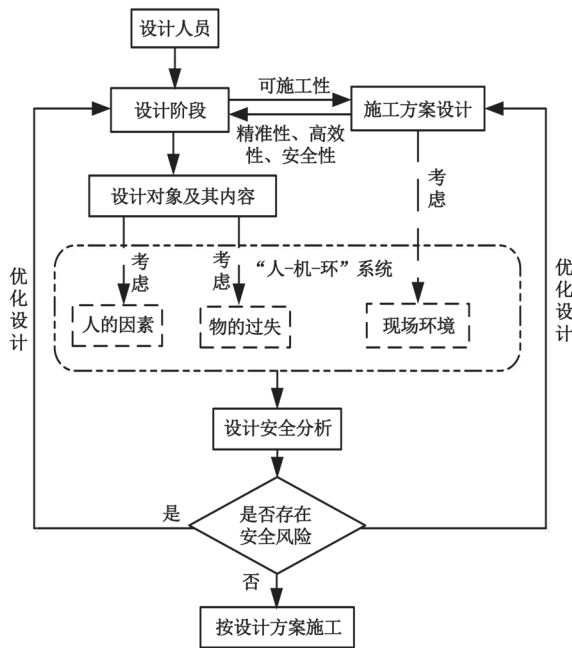 设计人员
可施工性
设计阶段
施工方案设计
精准性、高效
性、安全性
设计对象及其内容
考虑
考虑
考虑
“人-机-环”系统
人的因素
物的过失
现场环境
优化设计
优化设计
设计安全分析
是
是否存在
安全风险
否
按设计方案施工